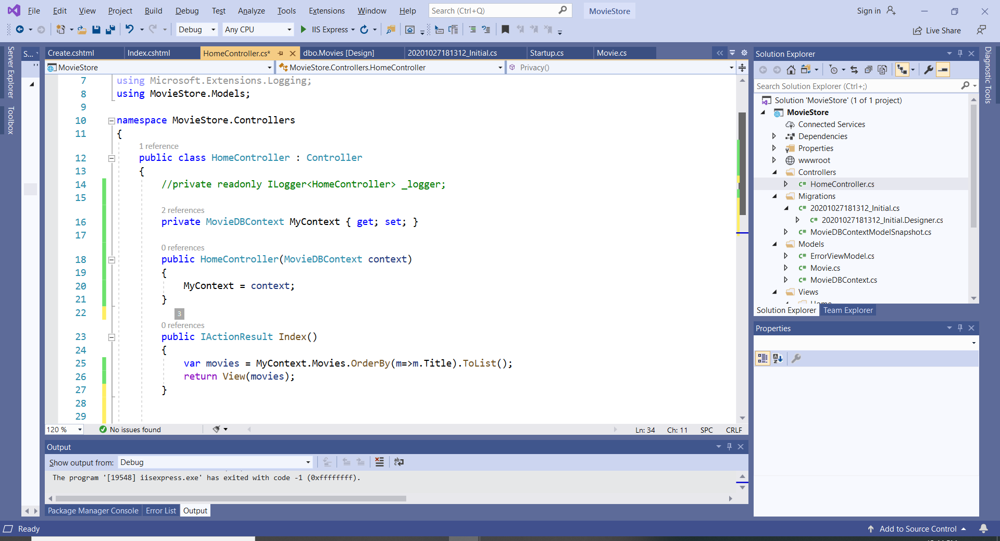 File Edit View Project Build Debug Test Analyze Tools Extensions Window Help Search (Ctrl+Q) MovieStore Sign in
Debug Any CPU IIS Express Live Share
Server Explorer
Toolbox
S...
Create.cshtml Index.cshtml HomeController.cs* dbo.Movies [Design] 20201027181312_Initial.cs Startup.cs Movie.cs
MovieStore MovieStore.Controllers.HomeController Privacy()
7 using Microsoft.Extensions.Logging;
8 using MovieStore.Models;
9
10 namespace MovieStore.Controllers
11 {
1 reference
12 public class HomeController : Controller
13 {
14 //private readonly ILogger<HomeController> _logger;
15
2 references
16 private MovieDBContext MyContext { get; set; }
17
0 references
18 public HomeController(MovieDBContext context)
19 {
20 MyContext = context;
21 }
22 3
0 references
23 public IActionResult Index()
24 {
25 var movies = MyContext.Movies.OrderBy(m=>m.Title).ToList();
26 return View(movies);
27 }
28
29
120 % No issues found Ln: 34 Ch: 11 SPC CRLF
Output
Show output from: Debug
The program '[19548] iisexpress.exe' has exited with code -1 (0xffffffff).
Package Manager Console Error List Output
Solution Explorer
Search Solution Explorer (Ctrl+;)
Solution 'MovieStore' (1 of 1 project)
MovieStore
Connected Services
Dependencies
Properties
wwwroot
Controllers
C# HomeController.cs
Migrations
C# 20201027181312_Initial.cs
C# 20201027181312_Initial.Designer.cs
C# MovieDBContextModelSnapshot.cs
Models
C# ErrorViewModel.cs
C# Movie.cs
C# MovieDBContext.cs
Views
Home
Solution Explorer Team Explorer
Properties
Diagnostic Tools
Ready Add to Source Control